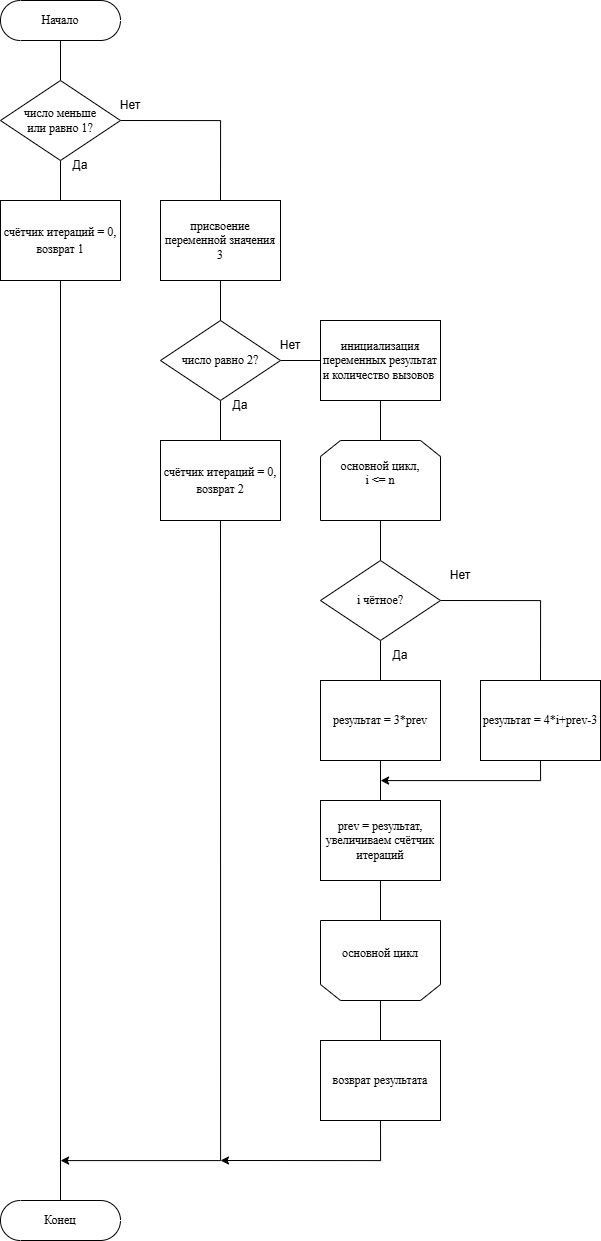 Начало
число меньше
или равно 1?
Нет
Да
счётчик итераций = 0,
возврат 1
присвоение
переменной значения
3
число равно 2?
Нет
Да
инициализация
переменных результат
и количество вызовов
счётчик итераций = 0,
возврат 2
основной цикл,
i <= n
i чётное?
Нет
Да
результат = 3*prev
результат = 4*i+prev-3
prev = результат,
увеличиваем счётчик
итераций
основной цикл
возврат результата
Конец